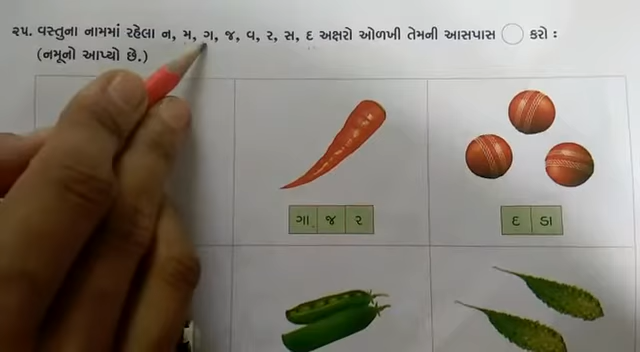 ૨૫. વસ્તુના નામમાં રહેલા ન, મ, ગ, જ, વ, ર, સ, દ અક્ષરો ઓળખી તેમની આસપાસ ◯ કરો :
(નમૂનો આપ્યો છે.)
ગા જ ર
દ ડા